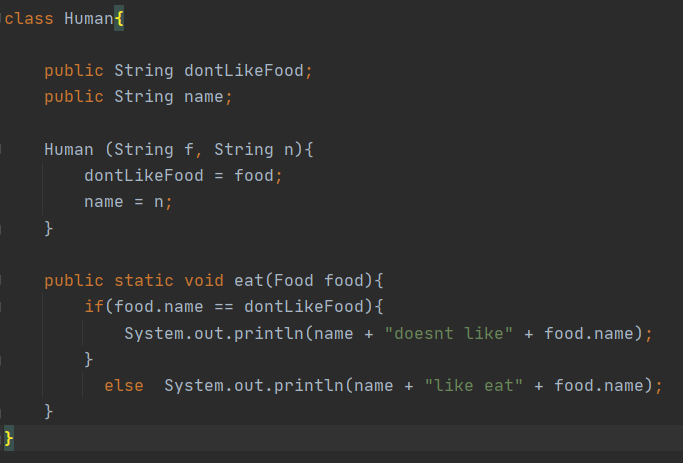 class Human{
public String dontLikeFood;
public String name;
Human (String f, String n){
dontLikeFood = food;
name = n;
}
public static void eat(Food food){
if(food.name == dontLikeFood){
System.out.println(name + "doesnt like" + food.name);
}
else  System.out.println(name + "like eat" + food.name);
}
}